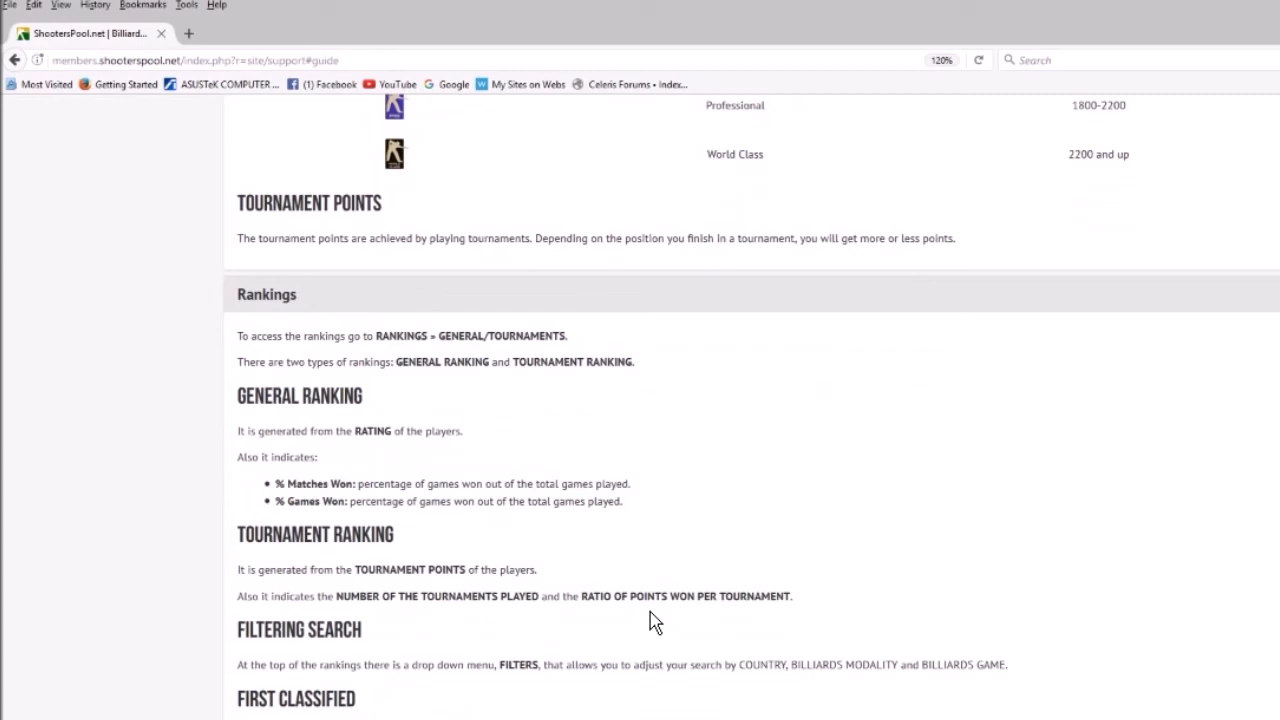 File Edit View History Bookmarks Tools Help
ShootersPool.net | Billiard...
members.shooterspool.net/index.php?r=site/support#guide 120% Search
Most Visited Getting Started ASUSTeK COMPUTER ... (1) Facebook YouTube Google My Sites on Webs Celeris Forums • Index...
Professional 1800-2200
World Class 2200 and up
TOURNAMENT POINTS
The tournament points are achieved by playing tournaments. Depending on the position you finish in a tournament, you will get more or less points.
Rankings
To access the rankings go to RANKINGS » GENERAL/TOURNAMENTS.
There are two types of rankings: GENERAL RANKING and TOURNAMENT RANKING.
GENERAL RANKING
It is generated from the RATING of the players.
Also it indicates:
• % Matches Won: percentage of games won out of the total games played.
• % Games Won: percentage of games won out of the total games played.
TOURNAMENT RANKING
It is generated from the TOURNAMENT POINTS of the players.
Also it indicates the NUMBER OF THE TOURNAMENTS PLAYED and the RATIO OF POINTS WON PER TOURNAMENT.
FILTERING SEARCH
At the top of the rankings there is a drop down menu, FILTERS, that allows you to adjust your search by COUNTRY, BILLIARDS MODALITY and BILLIARDS GAME.
FIRST CLASSIFIED